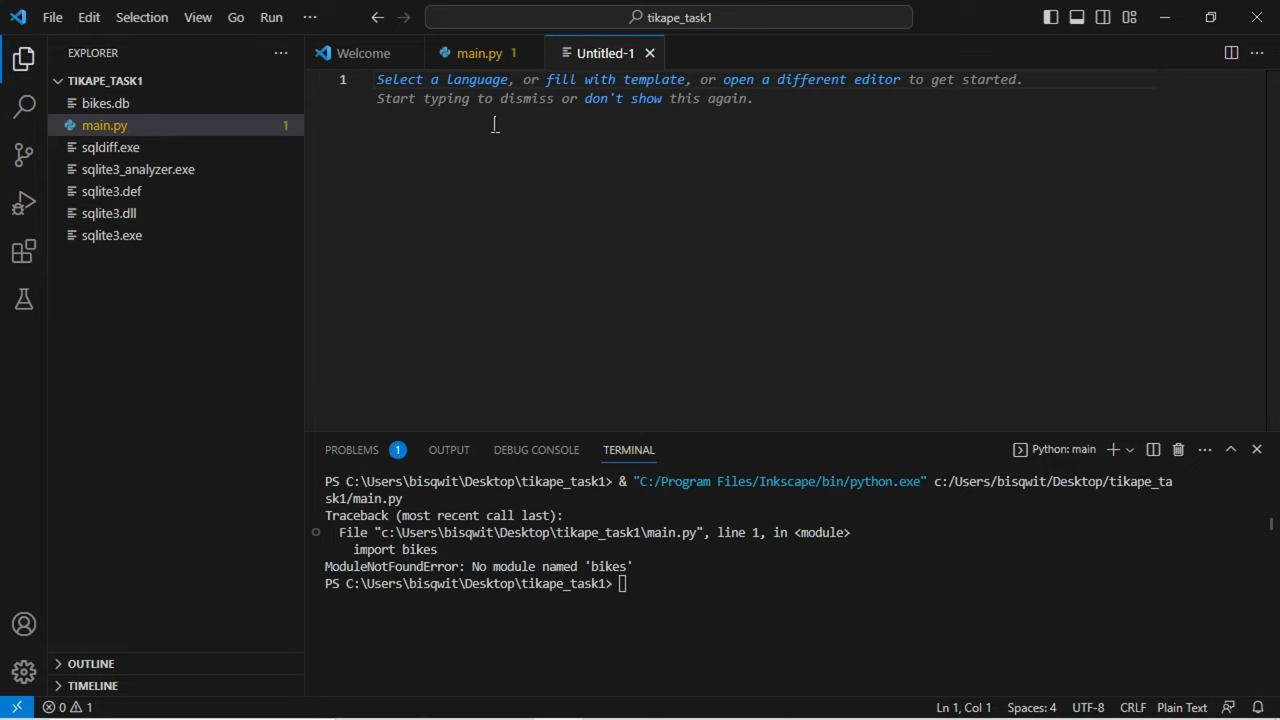 File Edit Selection View Go Run ··· tikape_task1
EXPLORER ···
Welcome main.py 1 Untitled-1
TIKAPE_TASK1
bikes.db
main.py 1
sqldiff.exe
sqlite3_analyzer.exe
sqlite3.def
sqlite3.dll
sqlite3.exe
OUTLINE
TIMELINE
1 Select a language, or fill with template, or open a different editor to get started.
Start typing to dismiss or don't show this again.
PROBLEMS 1 OUTPUT DEBUG CONSOLE TERMINAL Python: main
PS C:\Users\bisqwit\Desktop\tikape_task1> & "C:/Program Files/Inkscape/bin/python.exe" c:/Users/bisqwit/Desktop/tikape_ta
sk1/main.py
Traceback (most recent call last):
File "c:\Users\bisqwit\Desktop\tikape_task1\main.py", line 1, in <module>
import bikes
ModuleNotFoundError: No module named 'bikes'
PS C:\Users\bisqwit\Desktop\tikape_task1>
0 1 Ln 1, Col 1 Spaces: 4 UTF-8 CRLF Plain Text